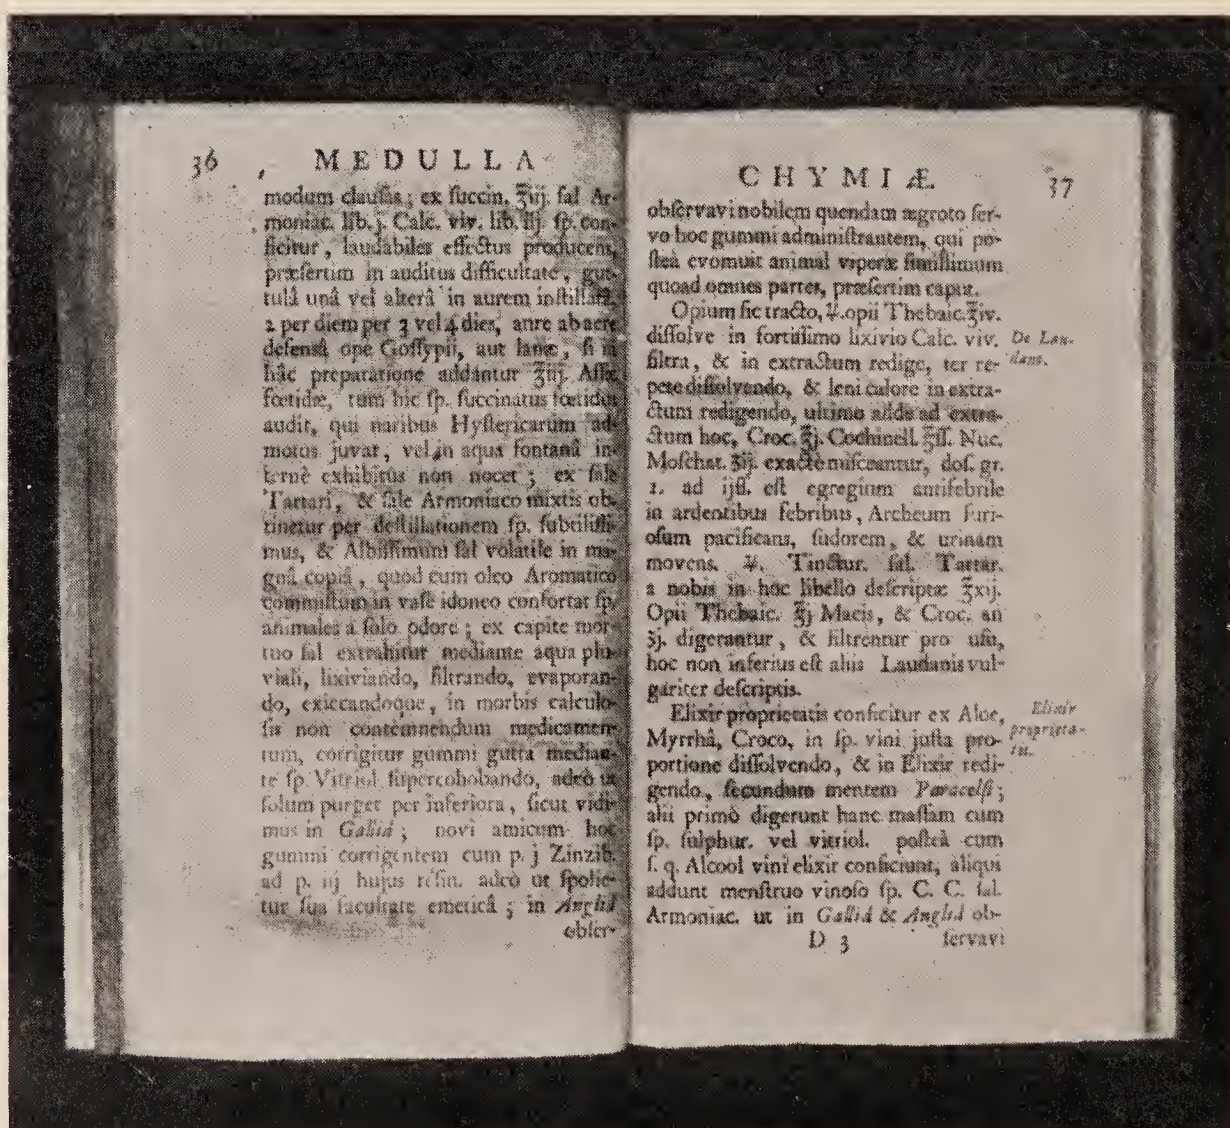 36 MEDULLA
modum clausâs; ex succin. ℥iij. sal Ar-
moniac. lib. j. Calc. viv. lib. iij. sp. con-
ficitur, laudabiles effectus producens,
præsertim in auditus difficultate, gut-
tulâ unâ vel alterâ in aurem instillatâ,
2 per diem per 3 vel 4 dies, aure ab aere
defensâ ope Gossypii, aut lanæ, si in
hâc preparatione addantur ℥iij. Assæ
fœtidæ, tum hic sp. succinatus fœtidus
audit, qui naribus Hystericarum ad-
motus juvat, vel in aqua fontanâ in-
ternè exhibitus non nocet; ex sale
Tartari, & sale Armoniaco mixtis ob-
tinetur per destillationem sp. subtilissi-
mus, & Albissimum sal volatile in ma-
gnâ copiâ, quod cum oleo Aromatico
commistum in vase idoneo confortat sp.
animales à solo odore; ex capite mor-
tuo sal extrahitur mediante aqua plu-
viali, lixiviando, filtrando, evaporan-
do, exiccandoque, in morbis calculo-
sis non contemnendum medicamen-
tum, corrigitur gummi gutta median-
te sp. Vitriol supercohobando, adeò ut
solum purget per inferiora, sicut vidi-
mus in Galliâ; novi amicum hoc
gummi corrigentem cum p. j Zinzib.
ad p. iij hujus resin. adeò ut spolie-
tur sua facultate emeticâ; in Angliâ
obser-
CHYMIÆ. 37
observavi nobilem quendam ægroto ser-
vo hoc gummi administrantem, qui po-
steà evomuit animal viperæ simillimum
quoad omnes partes, præsertim caput.
Opium sic tracto, ℞. opii Thebaic. ℥iv.
dissolve in fortissimo lixivio Calc. viv.
filtra, & in extractum redige, ter re-
pete dissolvendo, & leni calore in extra-
ctum redigendo, ultimo adde ad extra-
ctum hoc, Croc. ℥j. Cochineil. ℥ss. Nuc.
Moschat. ʒij. exactè misceantur, dos. gr.
1. ad ijss. est egregium antifebrile
in ardentibus febribus, Archeum furi-
osum pacificans, sudorem, & urinam
movens. ℞. Tinctur. sal. Tartar.
a nobis in hoc libello descriptæ ℥xij.
Opii Thebaic. ℥j Macis, & Croc. an
ʒj. digerantur, & filtrentur pro usu,
hoc non inferius est aliis Laudanis vul-
gariter descriptis.
Elixir proprietatis conficitur ex Aloe,
Myrrhâ, Croco, in sp. vini justa pro-
portione dissolvendo, & in Elixir redi-
gendo, secundum mentem Paracelsi;
alii primò digerunt hanc massam cum
sp. sulphur. vel vitriol. posteà cum
s. q. Alcool vini elixir conficiunt, aliqui
addunt menstruo vinoso sp. C. C. sal.
Armoniac. ut in Galliâ & Angliâ ob-
D 3 servavi
De Lau-
dano.
Elixir
proprieta-
tis.